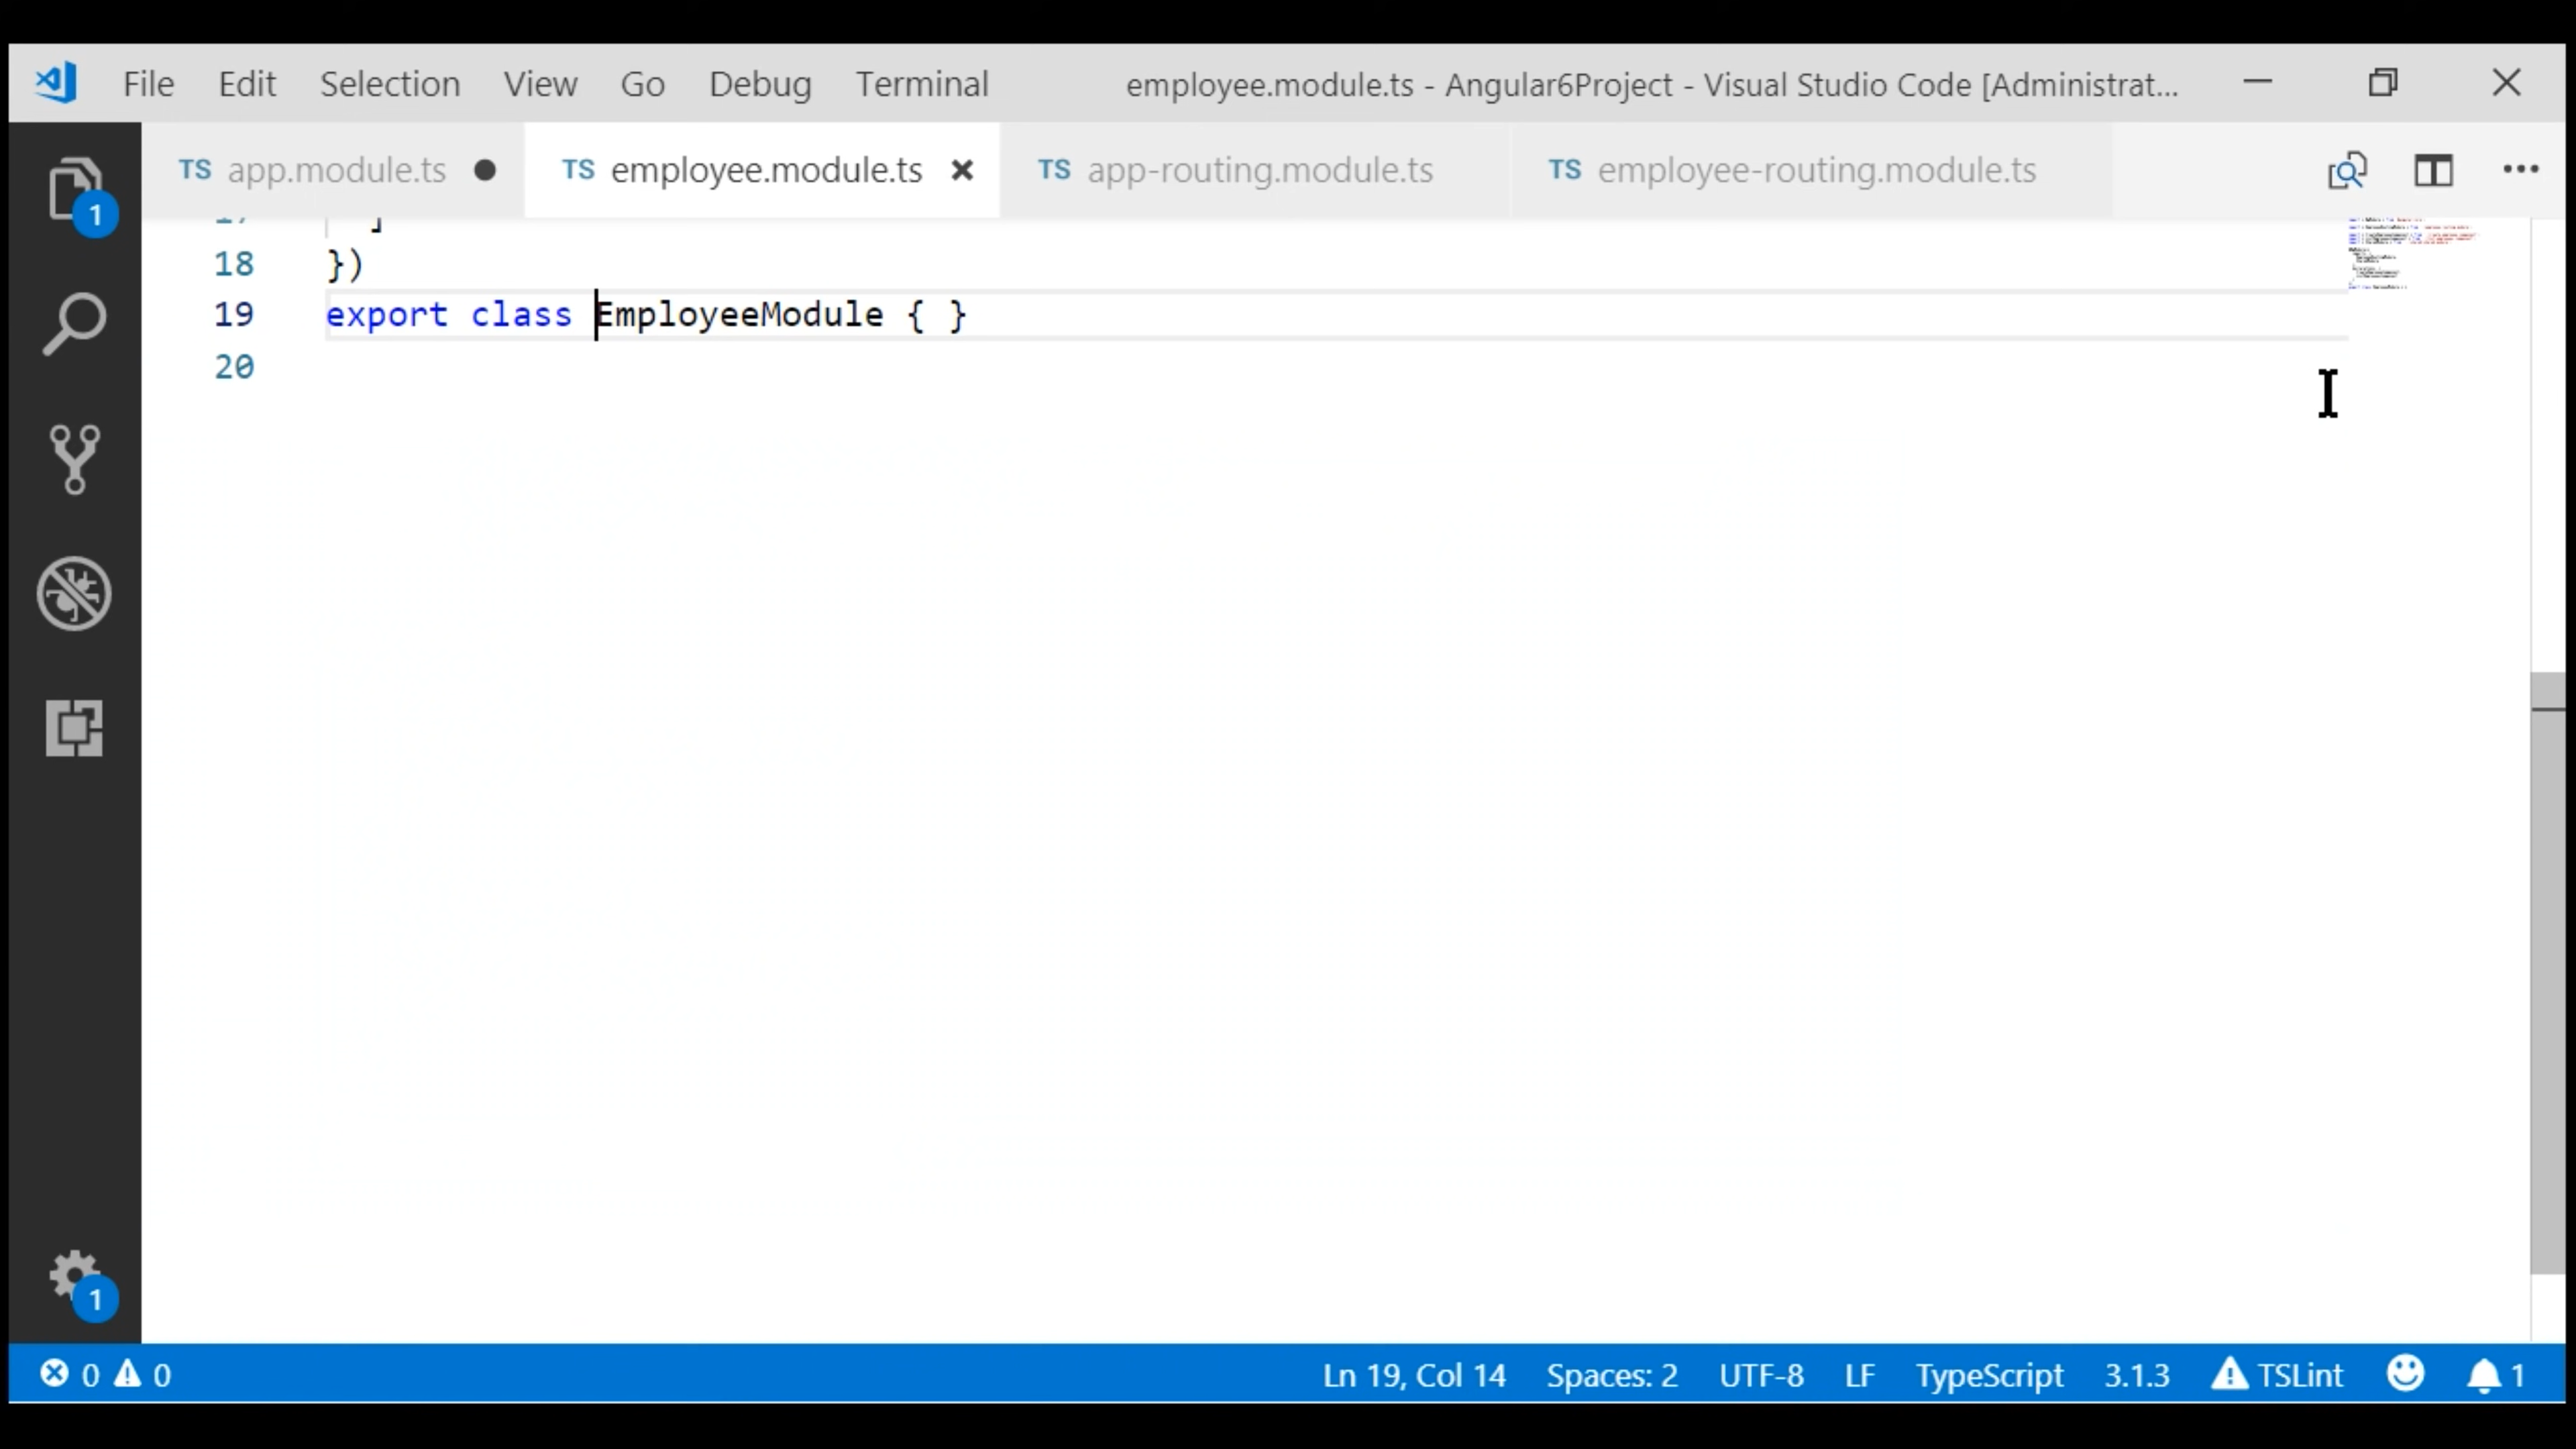 File Edit Selection View Go Debug Terminal employee.module.ts - Angular6Project - Visual Studio Code [Administrat...
TS app.module.ts TS employee.module.ts TS app-routing.module.ts TS employee-routing.module.ts
]
18 })
19 export class EmployeeModule { }
20
1
1
0 0 Ln 19, Col 14 Spaces: 2 UTF-8 LF TypeScript 3.1.3 TSLint 1